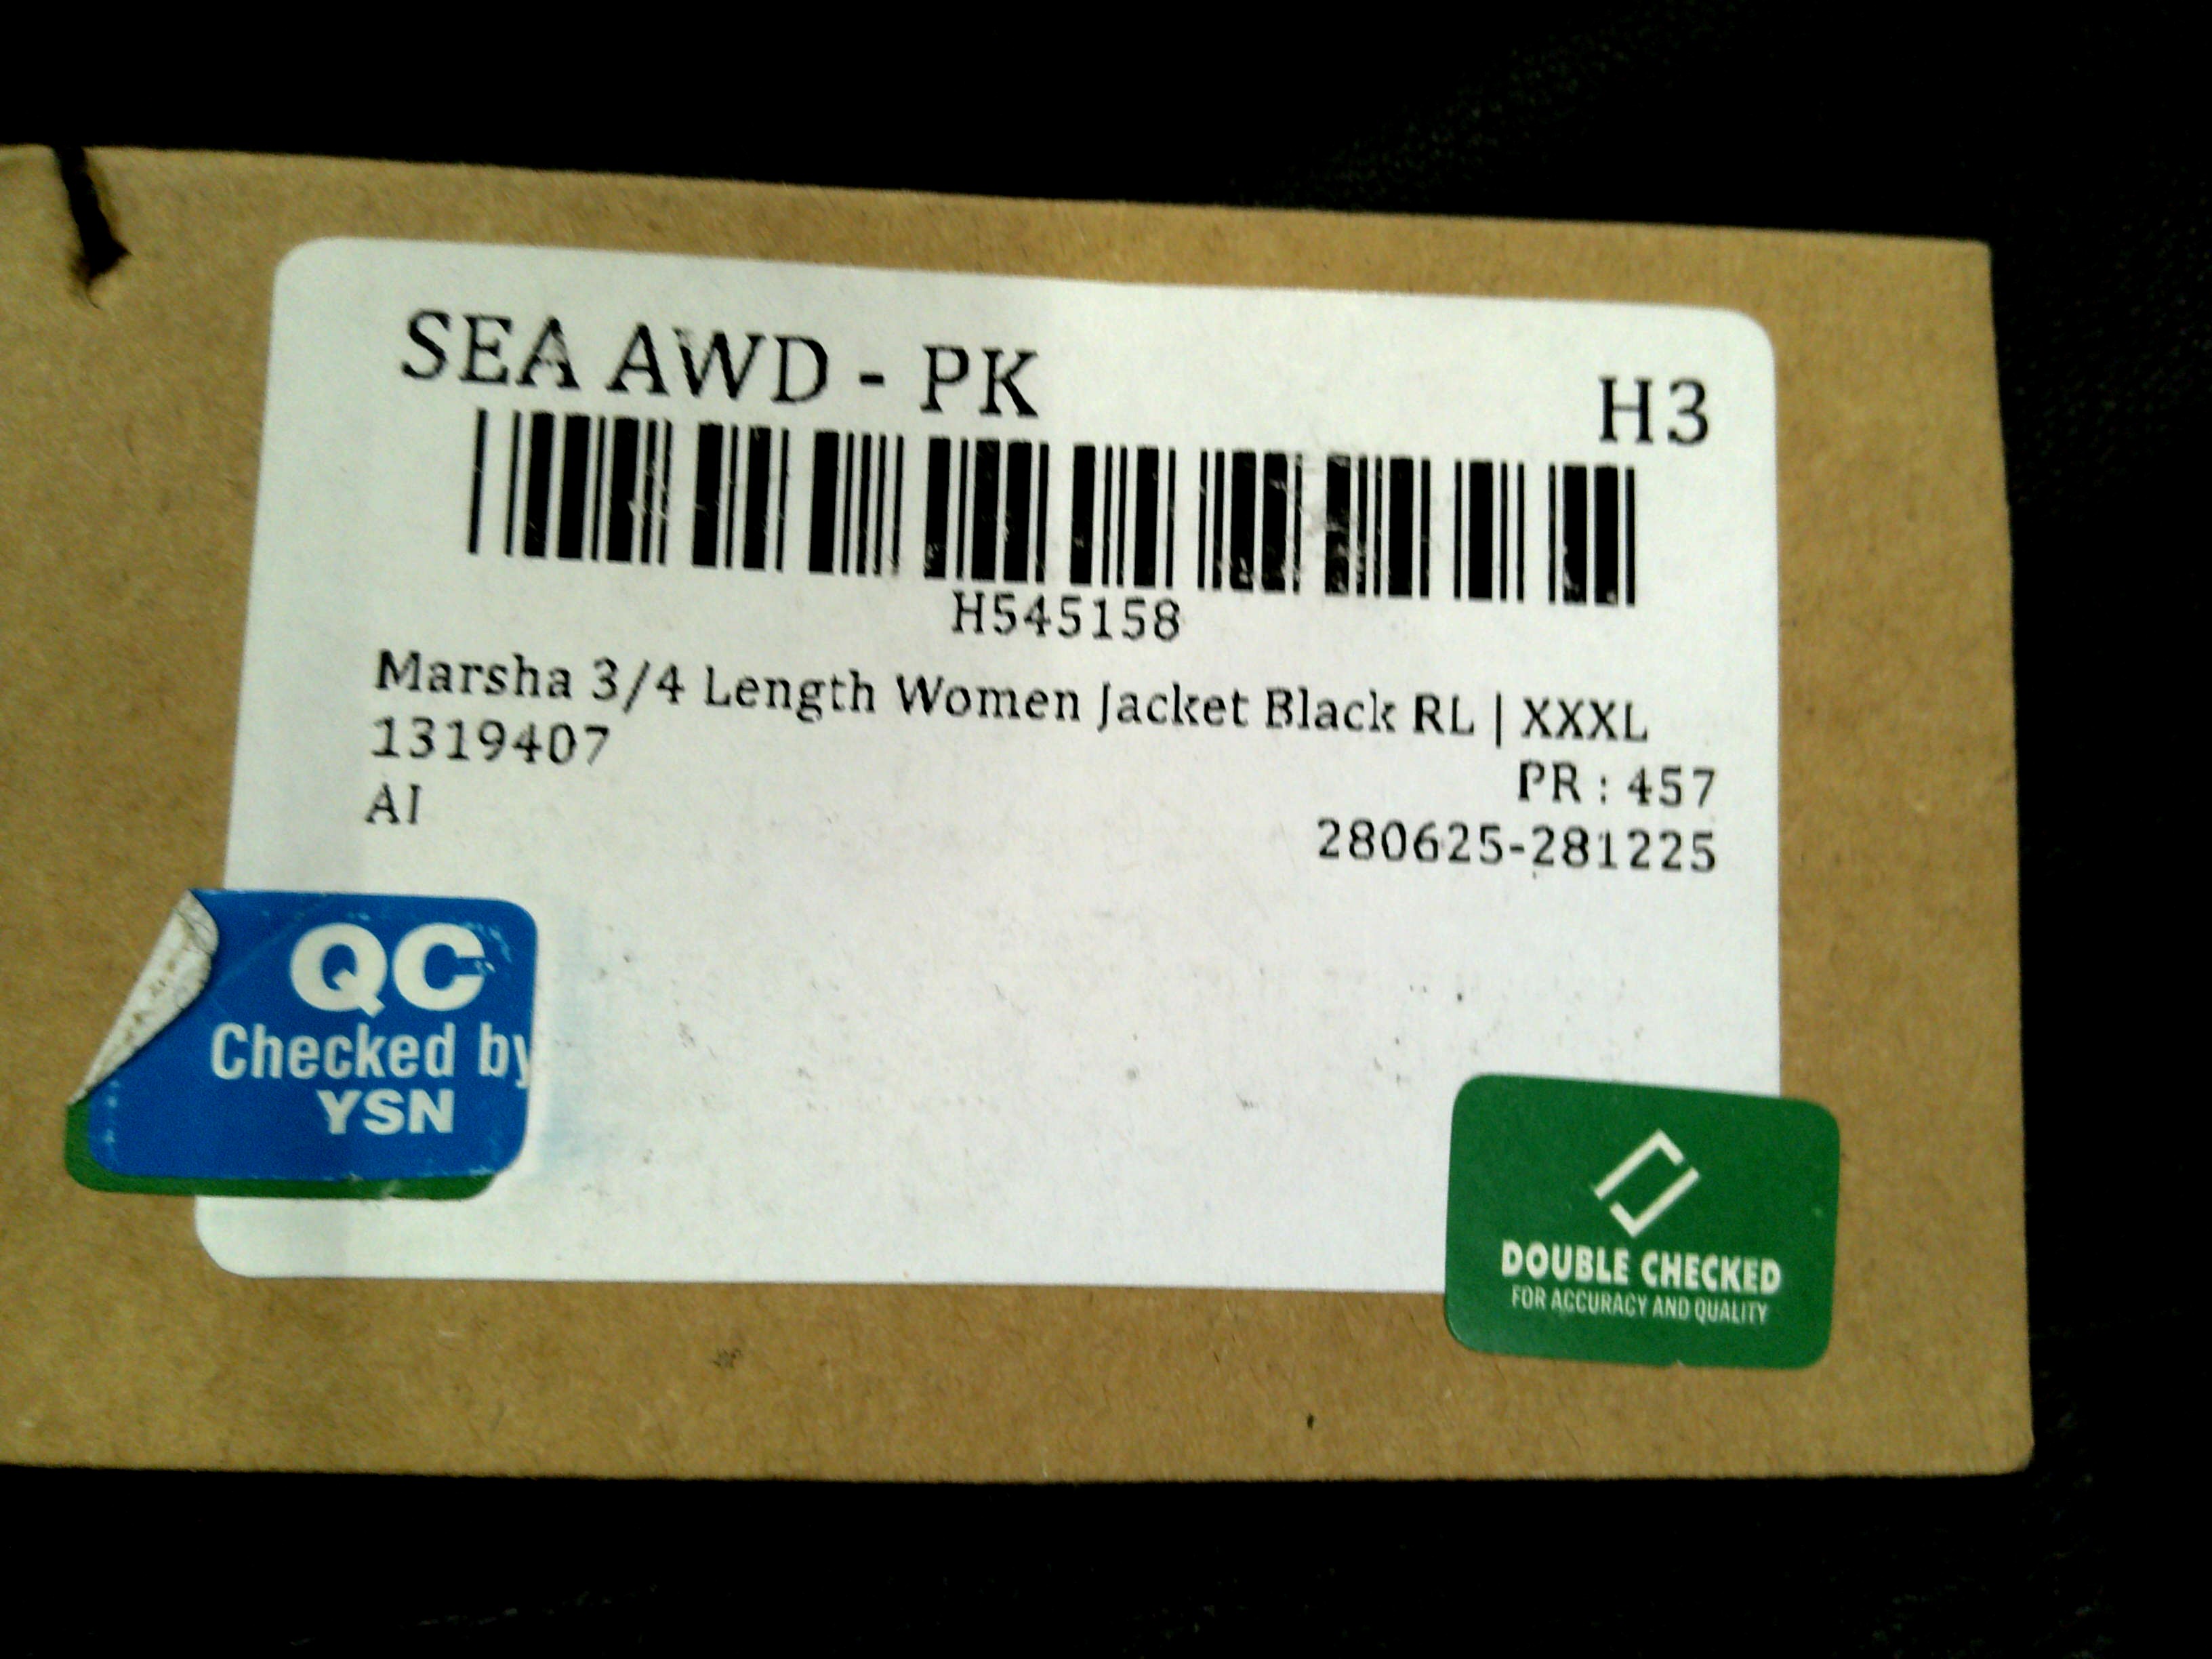 SEA AWD - PK
H3
H545158
Marsha 3/4 Length Women Jacket Black RL | XXXL
1319407
PR : 457
AI
280625-281225
QC
Checked by
YSN
DOUBLE CHECKED
FOR ACCURACY AND QUALITY